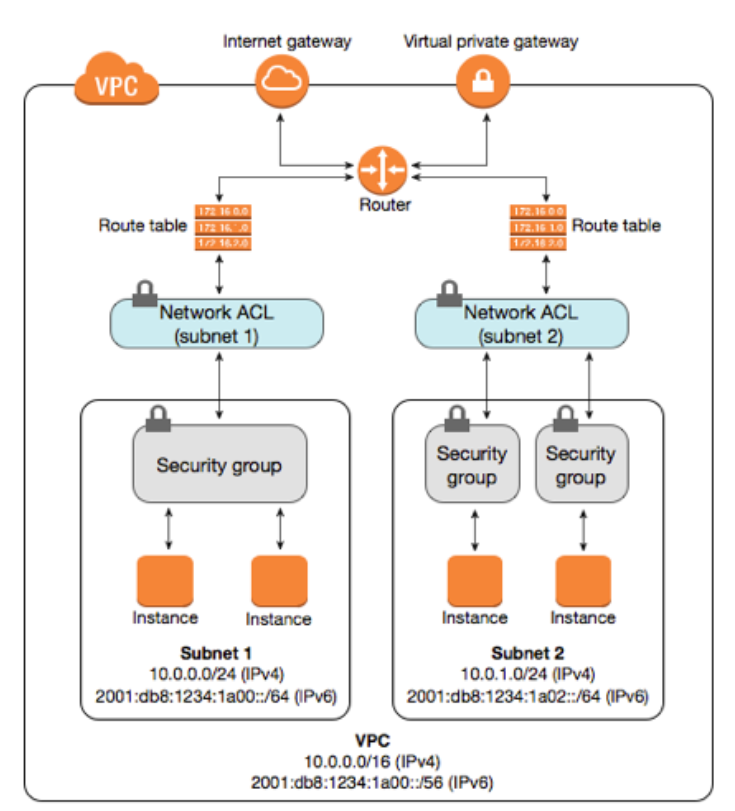 Internet gateway
Virtual private gateway
VPC
Router
Route table
172.16.0.0
172.16.1.0
172.16.2.0
172.16.0.0
172.16.1.0
172.16.2.0
Route table
Network ACL
(subnet 1)
Network ACL
(subnet 2)
Security group
Security
group
Security
group
Instance
Instance
Instance
Instance
Subnet 1
10.0.0.0/24 (IPv4)
2001:db8:1234:1a00::/64 (IPv6)
Subnet 2
10.0.1.0/24 (IPv4)
2001:db8:1234:1a02::/64 (IPv6)
VPC
10.0.0.0/16 (IPv4)
2001:db8:1234:1a00::/56 (IPv6)